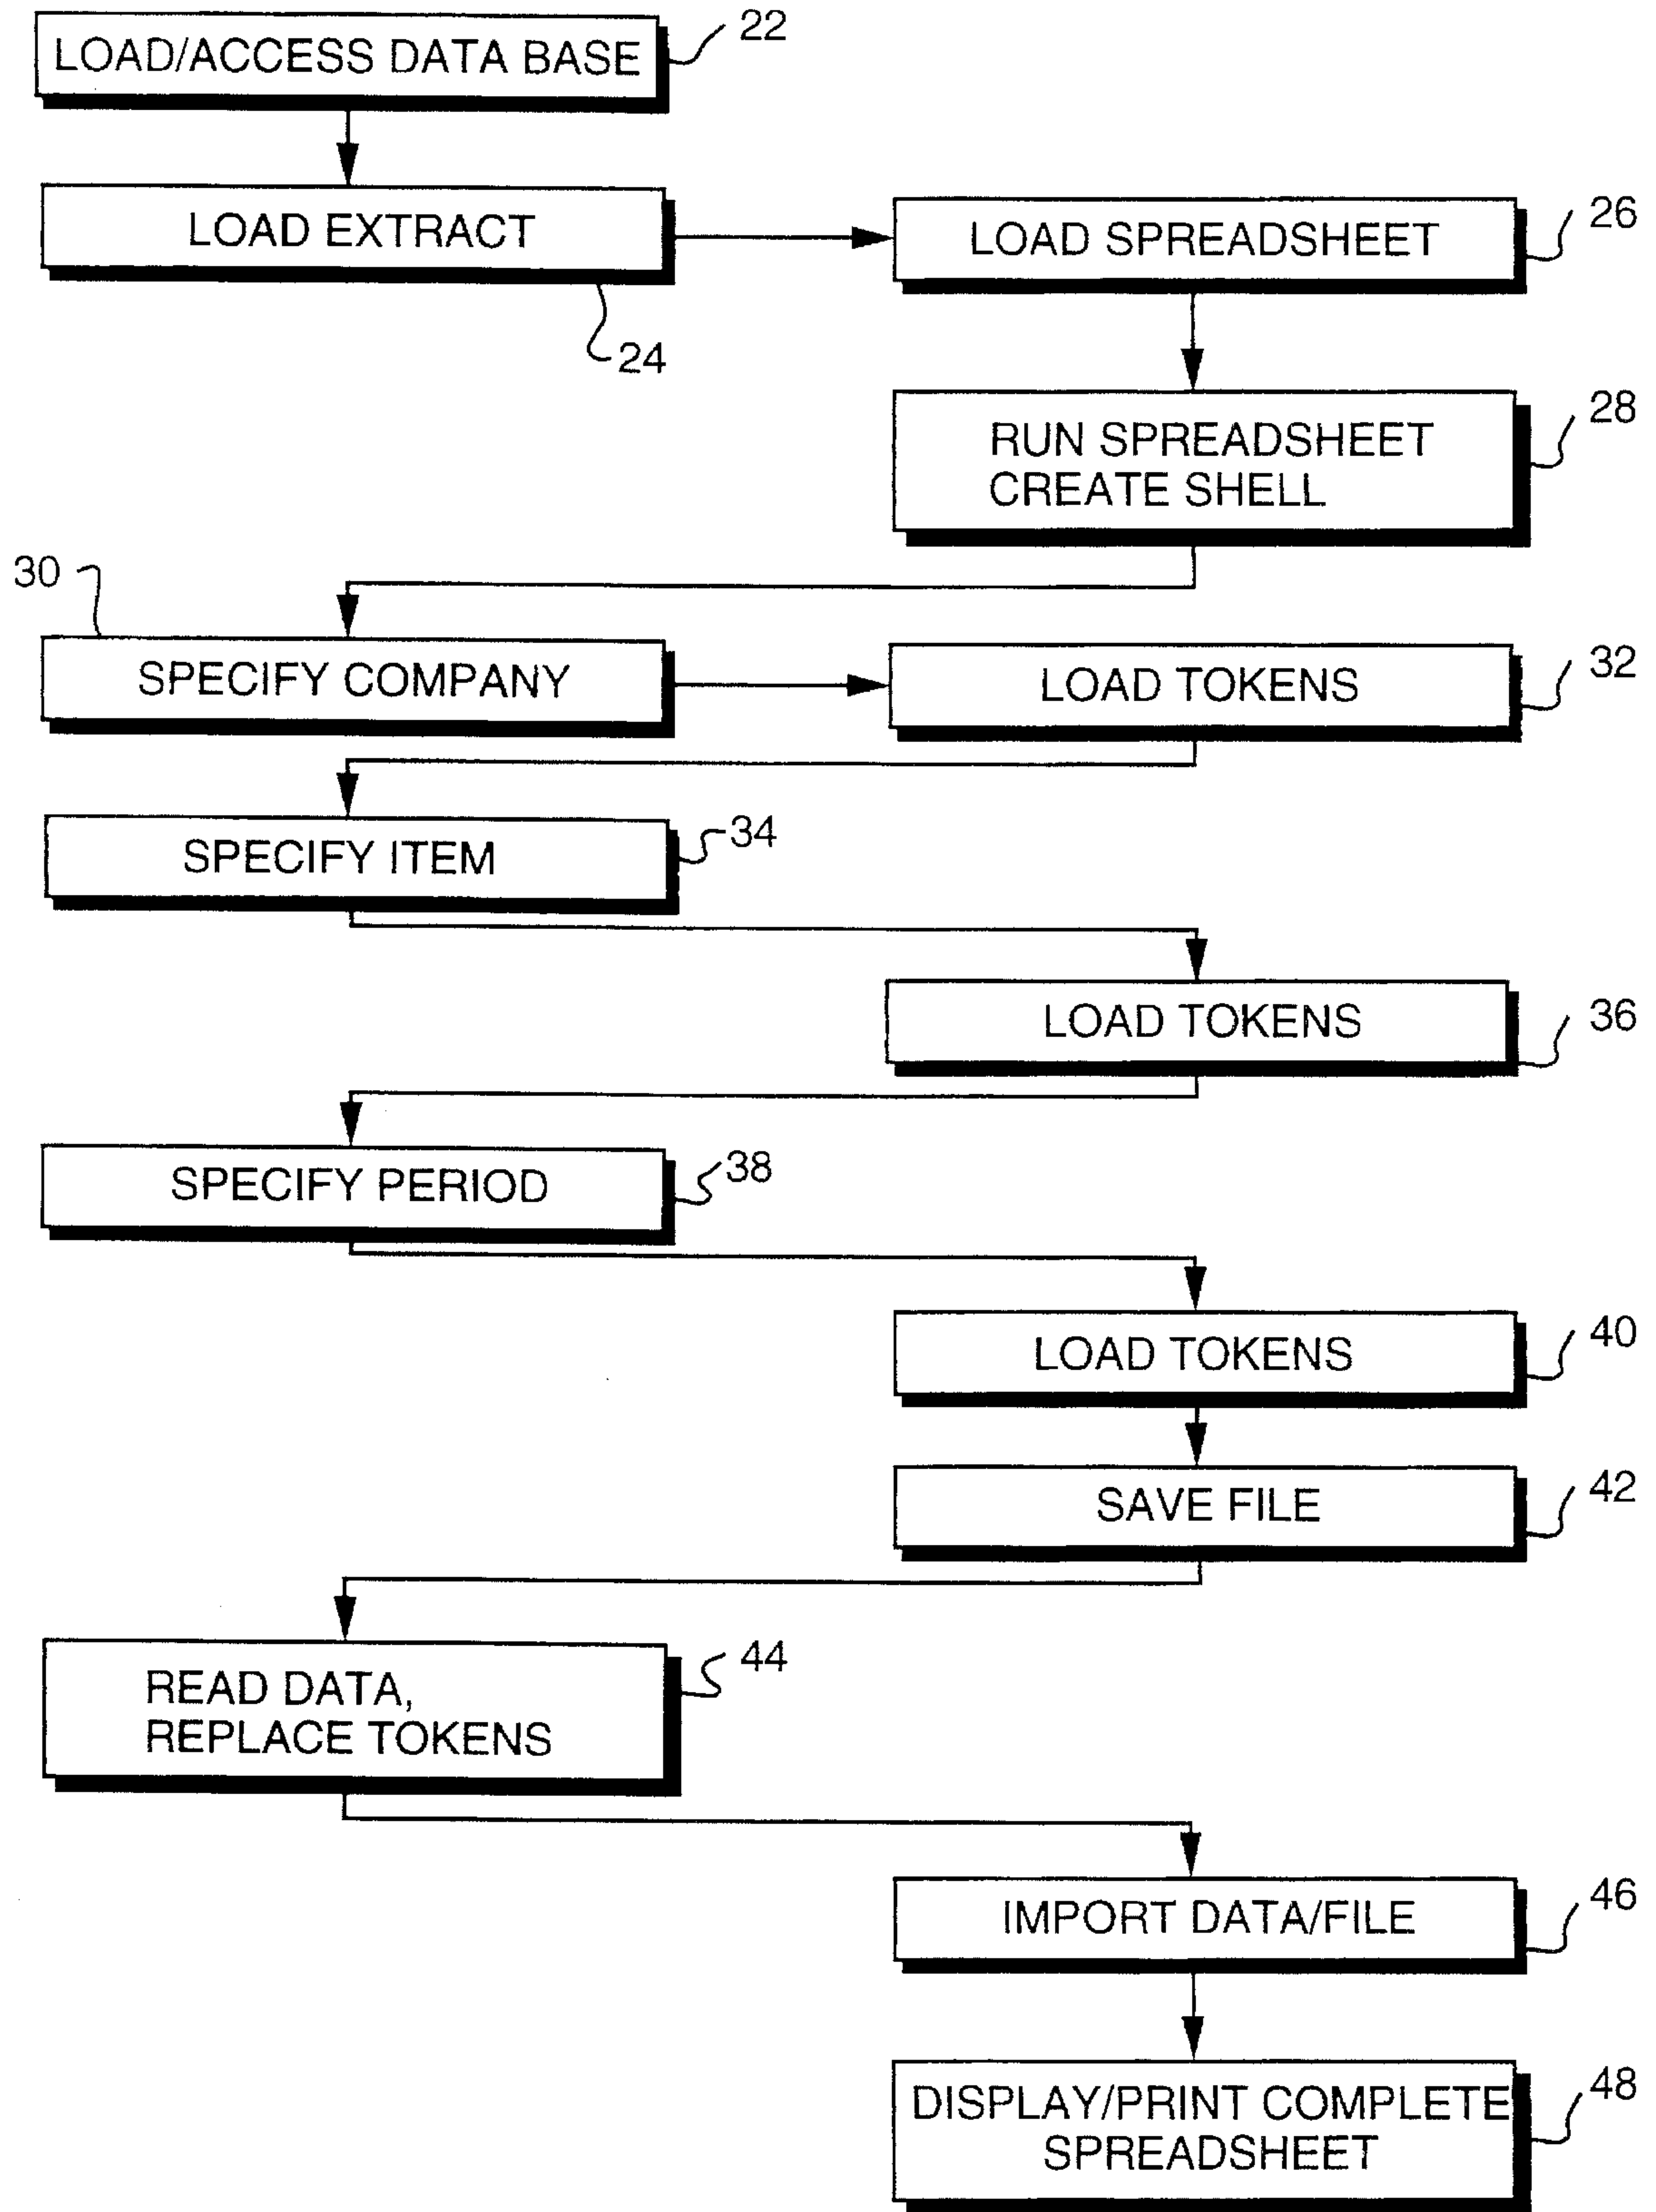 LOAD/ACCESS DATA BASE
22
LOAD EXTRACT
24
LOAD SPREADSHEET
26
RUN SPREADSHEET
CREATE SHELL
28
30
SPECIFY COMPANY
LOAD TOKENS
32
SPECIFY ITEM
34
LOAD TOKENS
36
SPECIFY PERIOD
38
LOAD TOKENS
40
SAVE FILE
42
READ DATA,
REPLACE TOKENS
44
IMPORT DATA/FILE
46
DISPLAY/PRINT COMPLETE
SPREADSHEET
48